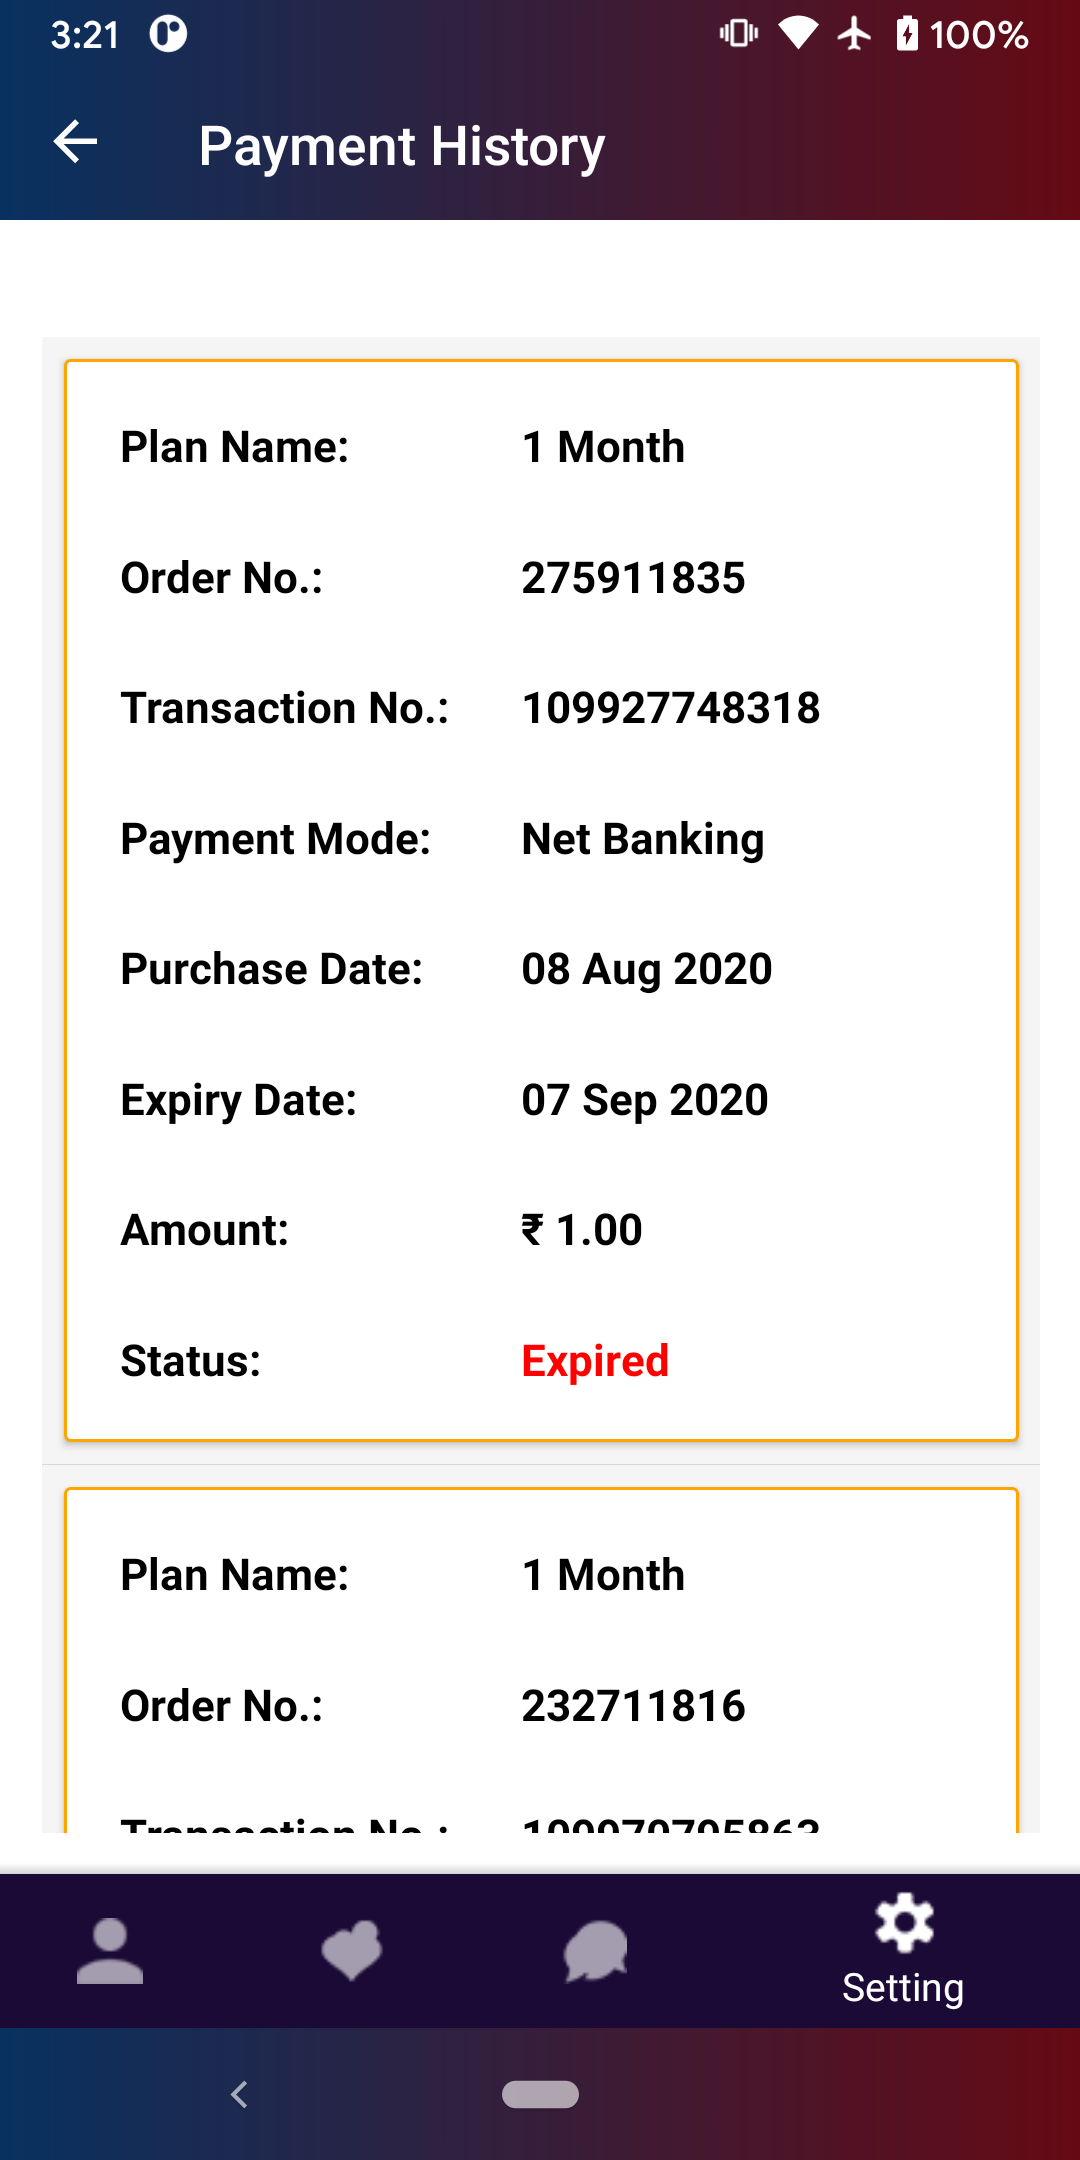 3:21
100%
Payment History
Plan Name: 1 Month
Order No.: 275911835
Transaction No.: 109927748318
Payment Mode: Net Banking
Purchase Date: 08 Aug 2020
Expiry Date: 07 Sep 2020
Amount: ₹ 1.00
Status: Expired
Plan Name: 1 Month
Order No.: 232711816
Transaction No.:
Setting